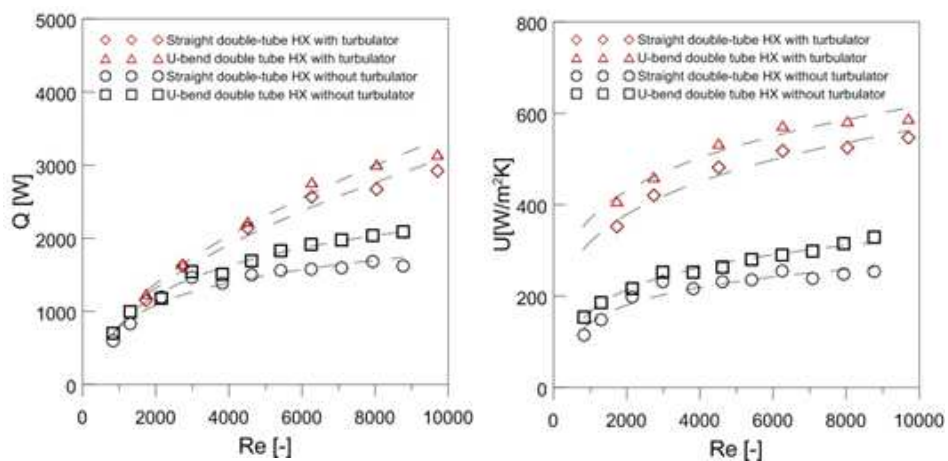 5000
4000
3000
2000
1000
0
Q [W]
Straight double-tube HX with turbulator
U-bend double tube HX with turbulator
Straight double-tube HX without turbulator
U-bend double tube HX without turbulator
0 2000 4000 6000 8000 10000
Re [-]
800
600
400
200
0
U[W/m²K]
Straight double-tube HX with turbulator
U-bend double tube HX with turbulator
Straight double-tube HX without turbulator
U-bend double tube HX without turbulator
0 2000 4000 6000 8000 10000
Re [-]